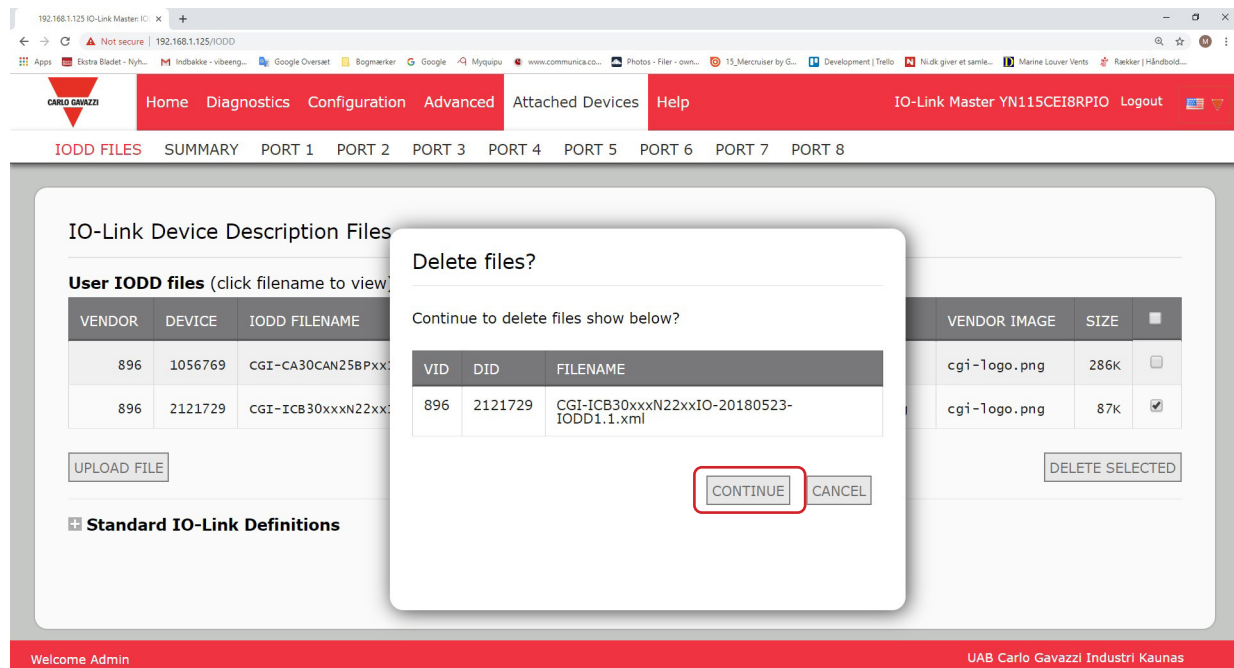 192.168.1.125 IO-Link Master: IO
Not secure | 192.168.1.125/IODD
Apps Ekstra Bladet - Nyh... Indbakke - vibeeng... Google Oversæt Bogmærker Google Myquipu www.communica.co... Photos - Filer - own... 15_Mercruiser by G... Development | Trello Ni.dk giver et samle... Marine Louver Vents Rækker | Håndbold....
CARLO GAVAZZI
Home Diagnostics Configuration Advanced Attached Devices Help IO-Link Master YN115CEI8RPIO Logout
IODD FILES SUMMARY PORT 1 PORT 2 PORT 3 PORT 4 PORT 5 PORT 6 PORT 7 PORT 8
IO-Link Device Description Files
User IODD files (click filename to view)
VENDOR DEVICE IODD FILENAME VENDOR IMAGE SIZE
896 1056769 CGI-CA30CAN25BPxx cgi-logo.png 286K
896 2121729 CGI-ICB30xxxN22xx cgi-logo.png 87K
UPLOAD FILE
DELETE SELECTED
Standard IO-Link Definitions
Delete files?
Continue to delete files show below?
VID DID FILENAME
896 2121729 CGI-ICB30xxxN22xxIO-20180523-
IODD1.1.xml
CONTINUE CANCEL
Welcome Admin UAB Carlo Gavazzi Industri Kaunas